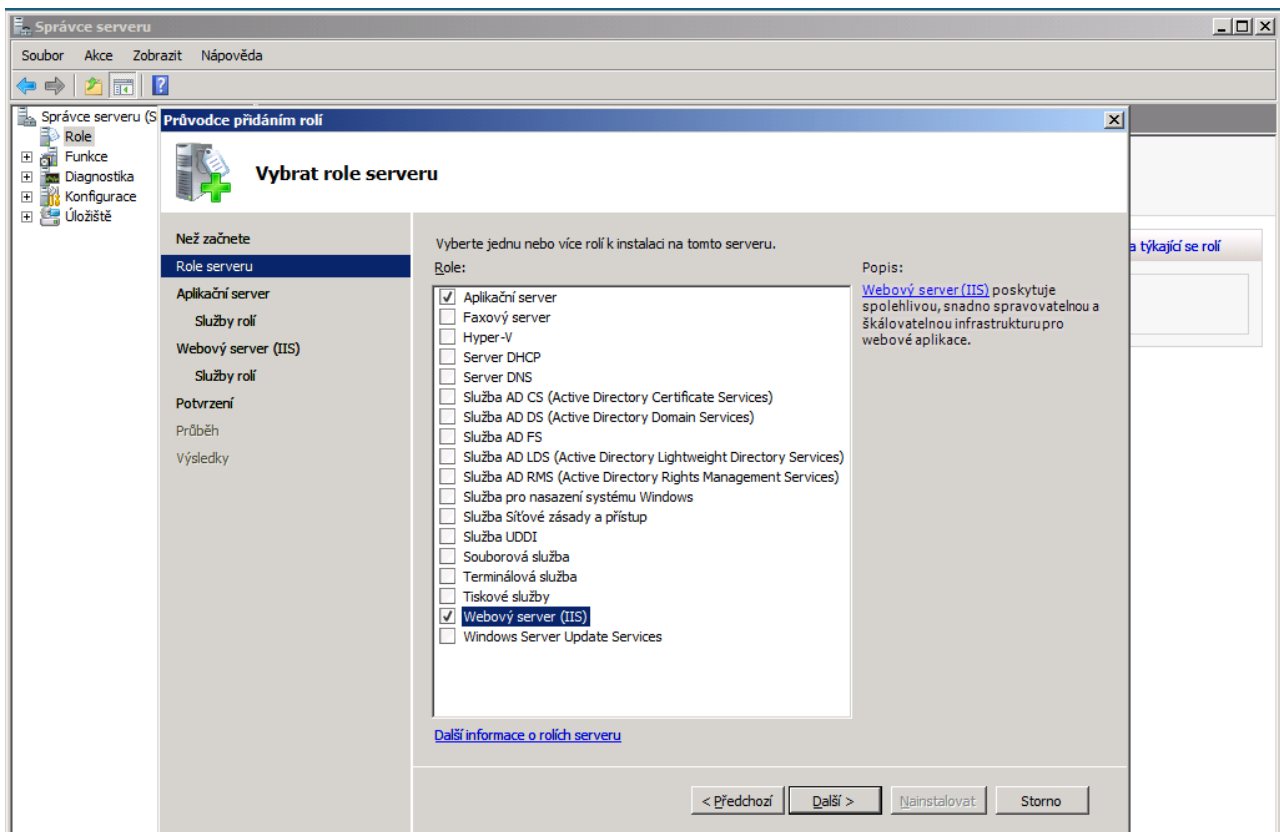 Správce serveru
Soubor Akce Zobrazit Nápověda
Správce serveru (S
Role
Funkce
Diagnostika
Konfigurace
Úložiště
Průvodce přidáním rolí
Vybrat role serveru
Než začnete
Role serveru
Aplikační server
Služby rolí
Webový server (IIS)
Služby rolí
Potvrzení
Průběh
Výsledky
Vyberte jednu nebo více rolí k instalaci na tomto serveru.
Role:
Aplikační server
Faxový server
Hyper-V
Server DHCP
Server DNS
Služba AD CS (Active Directory Certificate Services)
Služba AD DS (Active Directory Domain Services)
Služba AD FS
Služba AD LDS (Active Directory Lightweight Directory Services)
Služba AD RMS (Active Directory Rights Management Services)
Služba pro nasazení systému Windows
Služba Síťové zásady a přístup
Služba UDDI
Souborová služba
Terminálová služba
Tiskové služby
Webový server (IIS)
Windows Server Update Services
Další informace o rolích serveru
Popis:
Webový server (IIS) poskytuje
spolehlivou, snadno spravovatelnou a
škálovatelnou infrastrukturu pro
webové aplikace.
a týkající se rolí
< Předchozí Další > Nainstalovat Storno